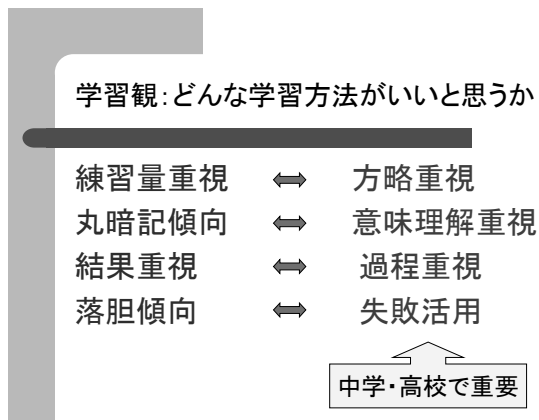 学習観：どんな学習方法がいいと思うか
練習量重視 ⇔ 方略重視
丸暗記傾向 ⇔ 意味理解重視
結果重視 ⇔ 過程重視
落胆傾向 ⇔ 失敗活用
中学・高校で重要